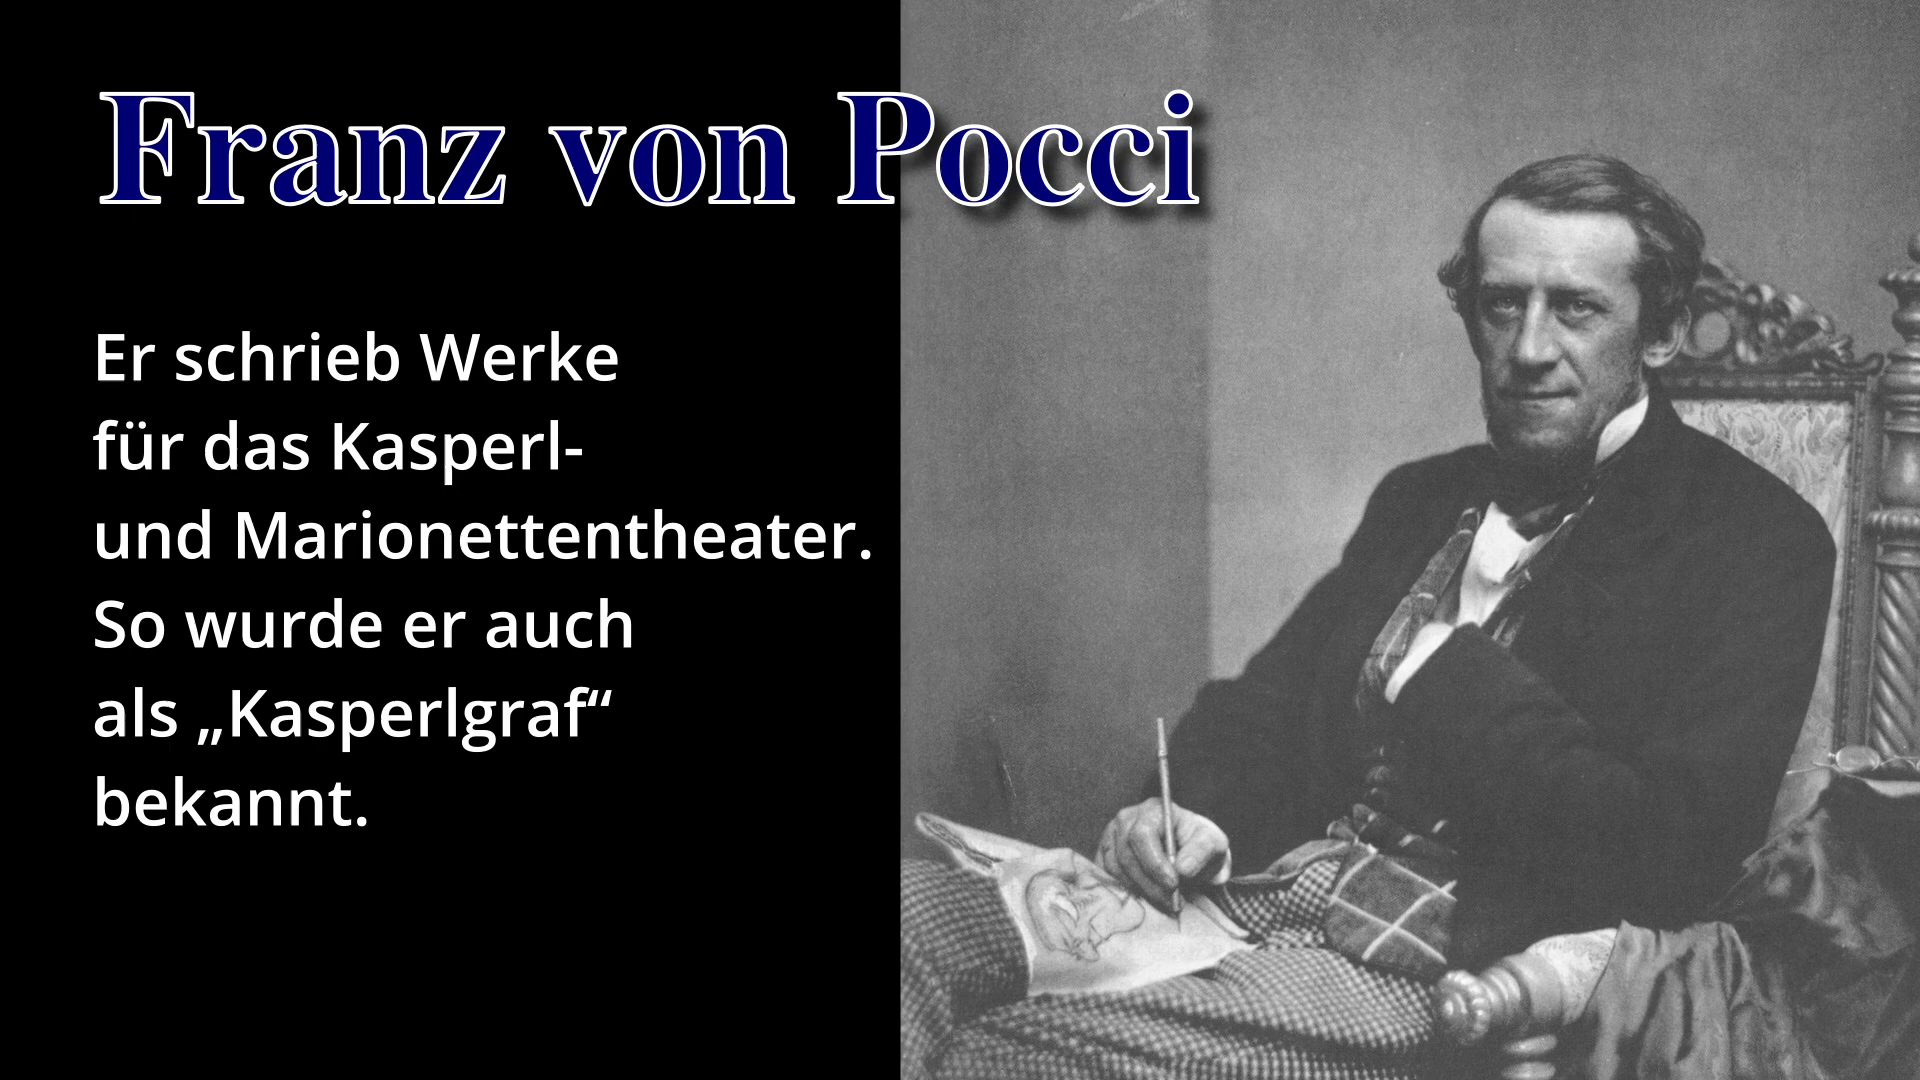 Franz von Pocci
Er schrieb Werke
für das Kasperl-
und Marionettentheater.
So wurde er auch
als „Kasperlgraf“
bekannt.